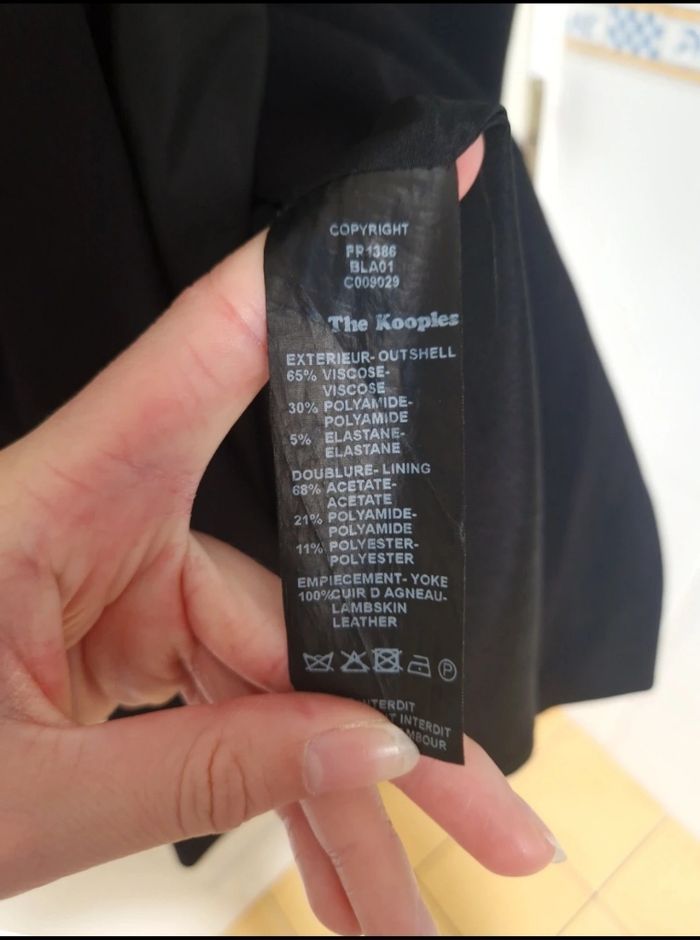 COPYRIGHT
PR1386
BLA01
C009029
The Kooples
EXTERIEUR- OUTSHELL
65% VISCOSE-
VISCOSE
30% POLYAMIDE-
POLYAMIDE
5% ELASTANE-
ELASTANE
DOUBLURE- LINING
68% ACETATE-
ACETATE
21% POLYAMIDE-
POLYAMIDE
11% POLYESTER-
POLYESTER
EMPIECEMENT- YOKE
100%CUIR D AGNEAU-
LAMBSKIN
LEATHER
P
INTERDIT